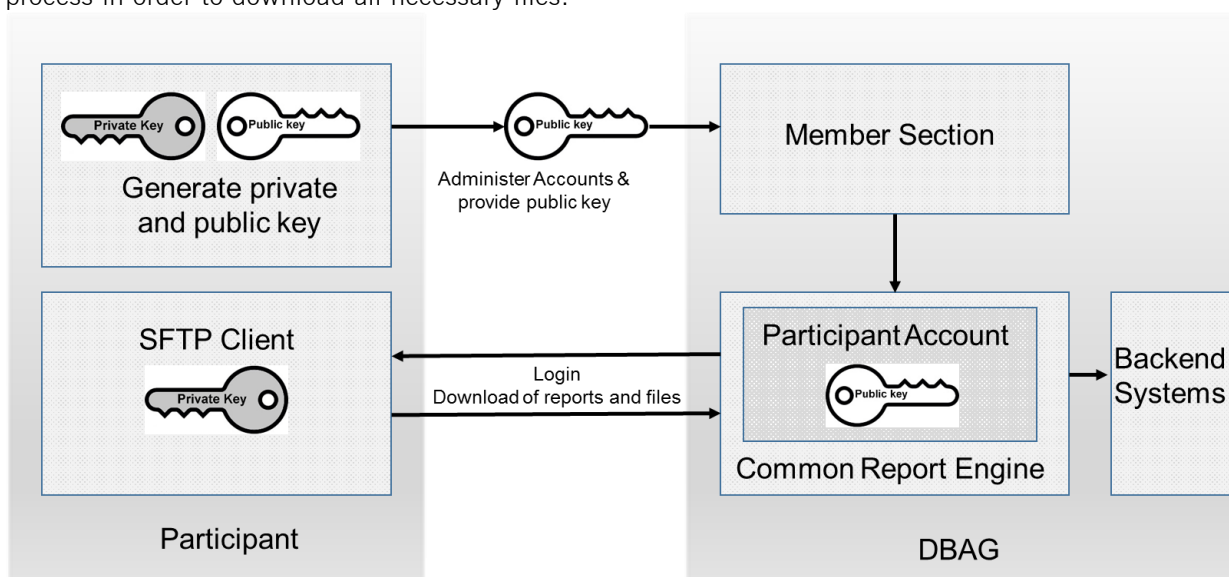 process in order to download all necessary files.
Private Key
Public key
Generate private
and public key
Public key
Administer Accounts &
provide public key
Member Section
SFTP Client
Private Key
Login
Download of reports and files
Participant Account
Public key
Common Report Engine
Backend
Systems
Participant
DBAG